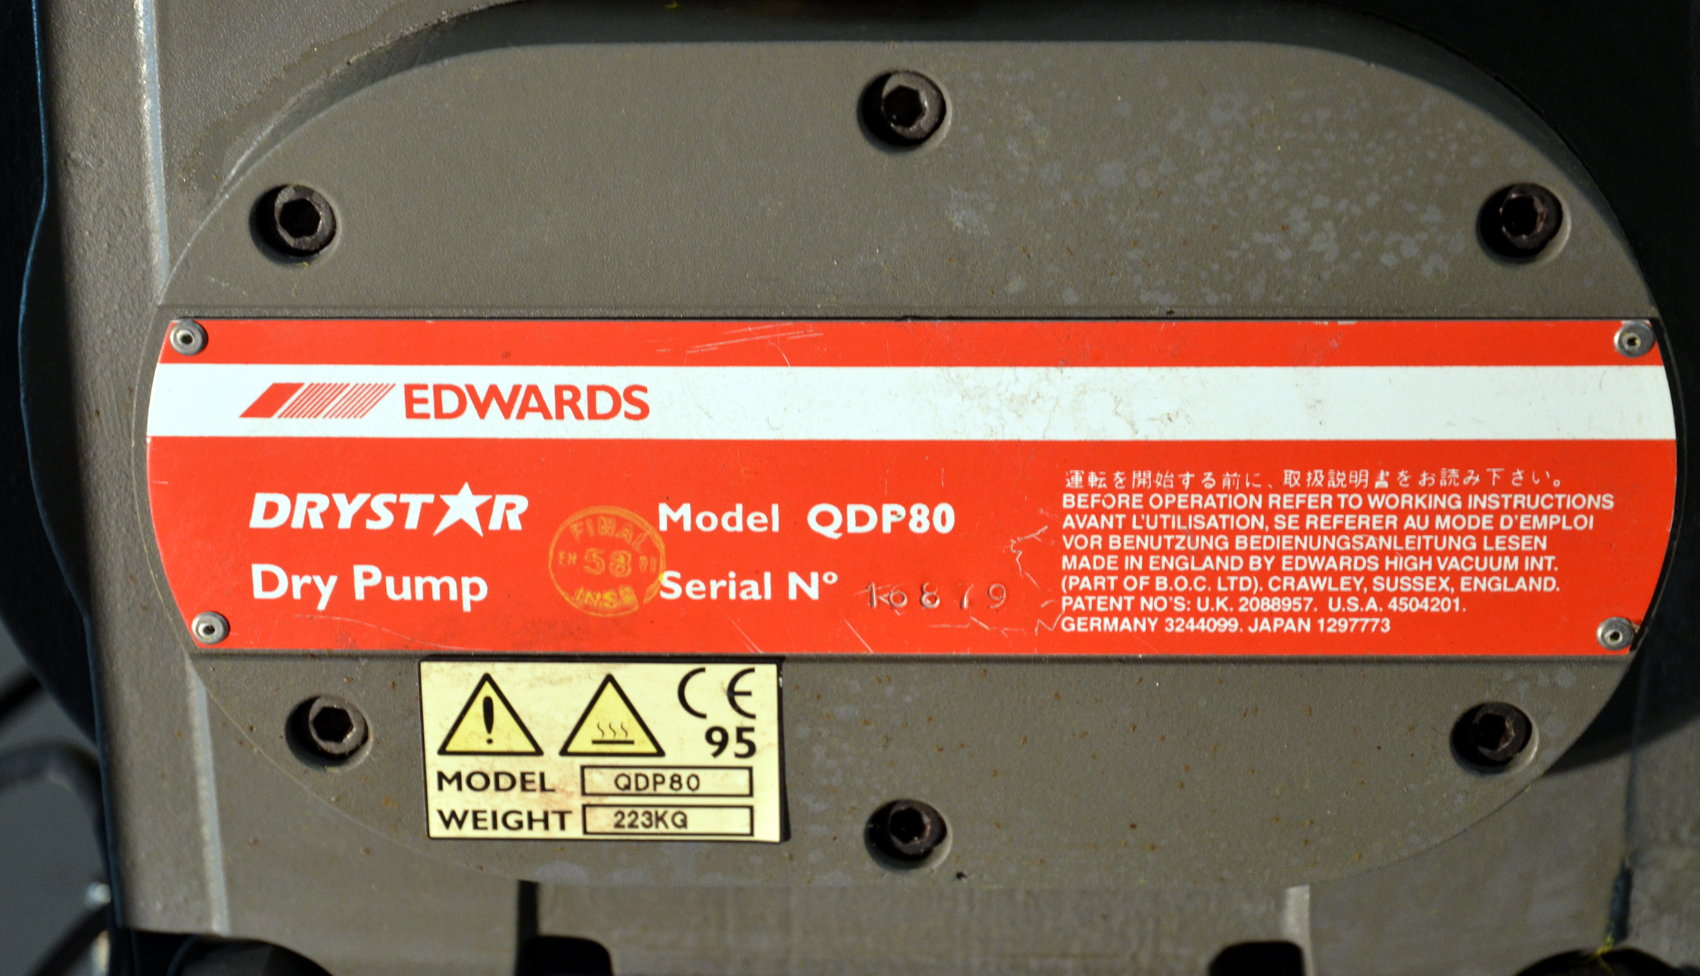 EDWARDS
DRYSTAR
Dry Pump
FINAL
58
INSP
Model QDP80
Serial Nº 16879
運転を開始する前に、取扱説明書をお読み下さい。
BEFORE OPERATION REFER TO WORKING INSTRUCTIONS
AVANT L'UTILISATION, SE REFERER AU MODE D'EMPLOI
VOR BENUTZUNG BEDIENUNGSANLEITUNG LESEN
MADE IN ENGLAND BY EDWARDS HIGH VACUUM INT.
(PART OF B.O.C. LTD). CRAWLEY, SUSSEX, ENGLAND.
PATENT NO'S: U.K. 2088957. U.S.A. 4504201.
GERMANY 3244099. JAPAN 1297773
CE
95
MODEL QDP80
WEIGHT 223KG